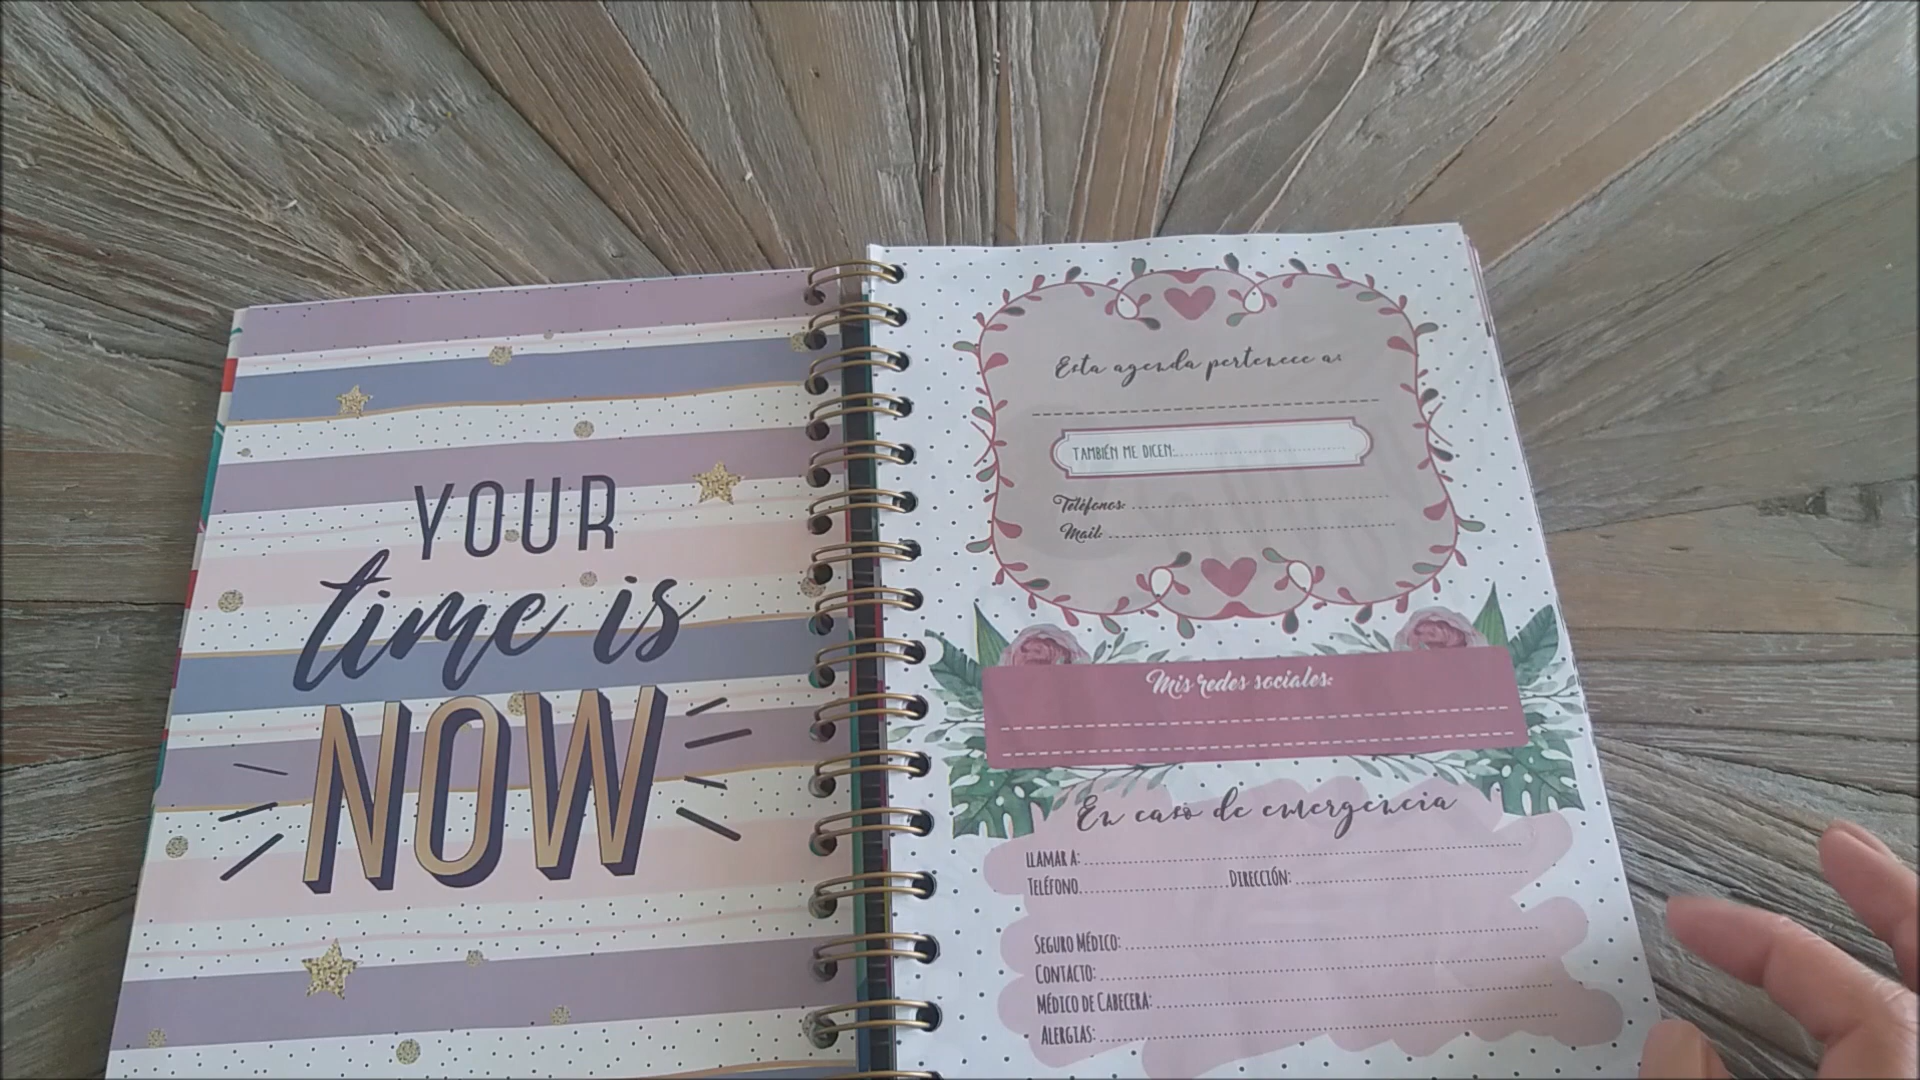 YOUR
time is
NOW
Esta agenda pertenece a:
TAMBIÉN ME DICEN:
Teléfonos:
Mail:
Mis redes sociales:
En caso de emergencia
LLAMAR A:
TELÉFONO DIRECCIÓN:
SEGURO MÉDICO:
CONTACTO:
MÉDICO DE CABECERA:
ALERGIAS: